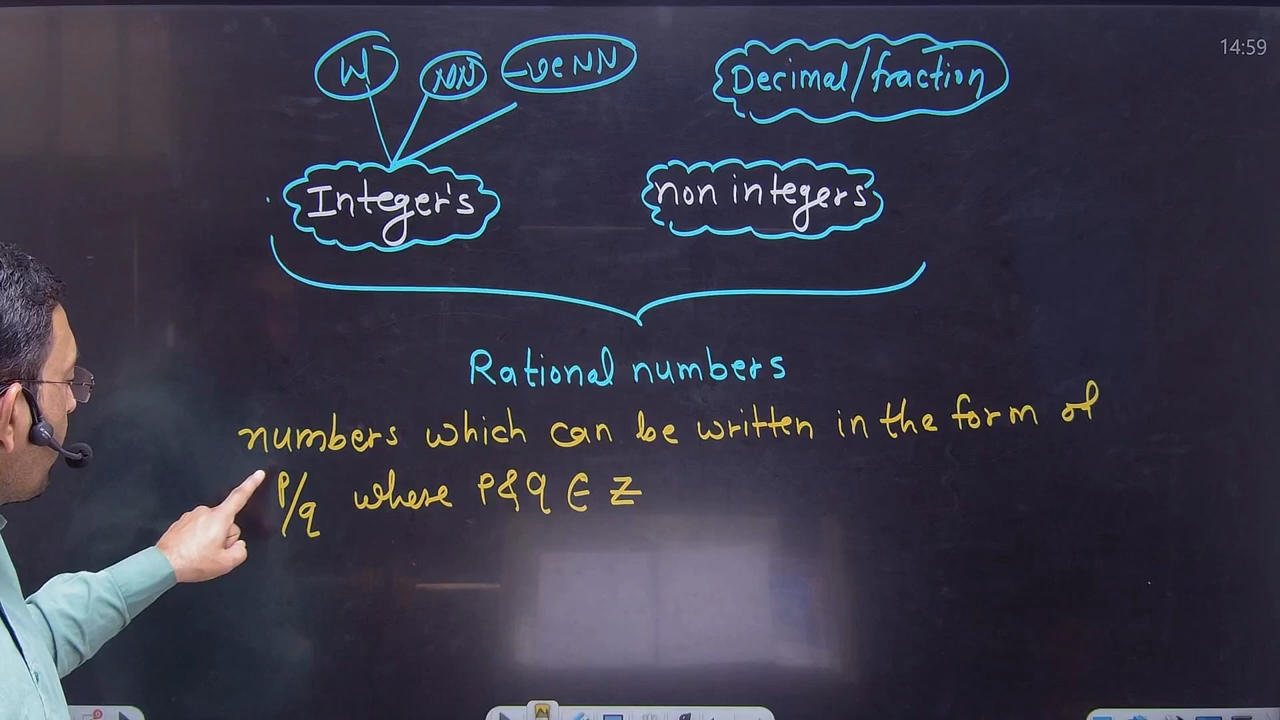 14:59
W NN -ve NN Decimal/fraction
Integer's non integers
Rational numbers
numbers which can be written in the form of
P/q where P&q ∈ Z